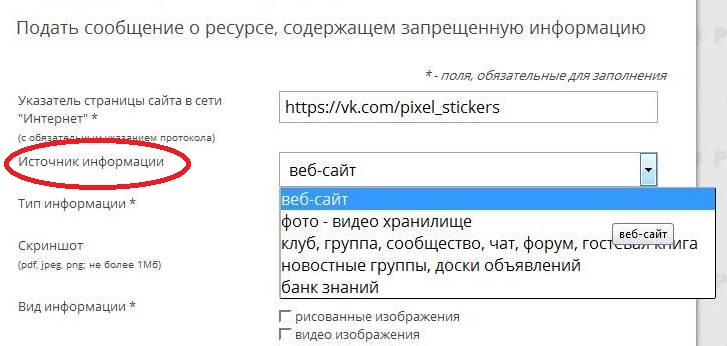 Подать сообщение о ресурсе, содержащем запрещенную информацию
* - поля, обязательные для заполнения
Указатель страницы сайта в сети
"Интернет" *
(с обязательным указанием протокола)
https://vk.com/pixel_stickers
Источник информации
веб-сайт
веб-сайт
фото - видео хранилище
клуб, группа, сообщество, чат, форум, гостевая книга
веб-сайт
новостные группы, доски объявлений
банк знаний
Тип информации *
Скриншот
(pdf, jpeg, png; не более 1Мб)
Вид информации *
рисованные изображения
видео изображения